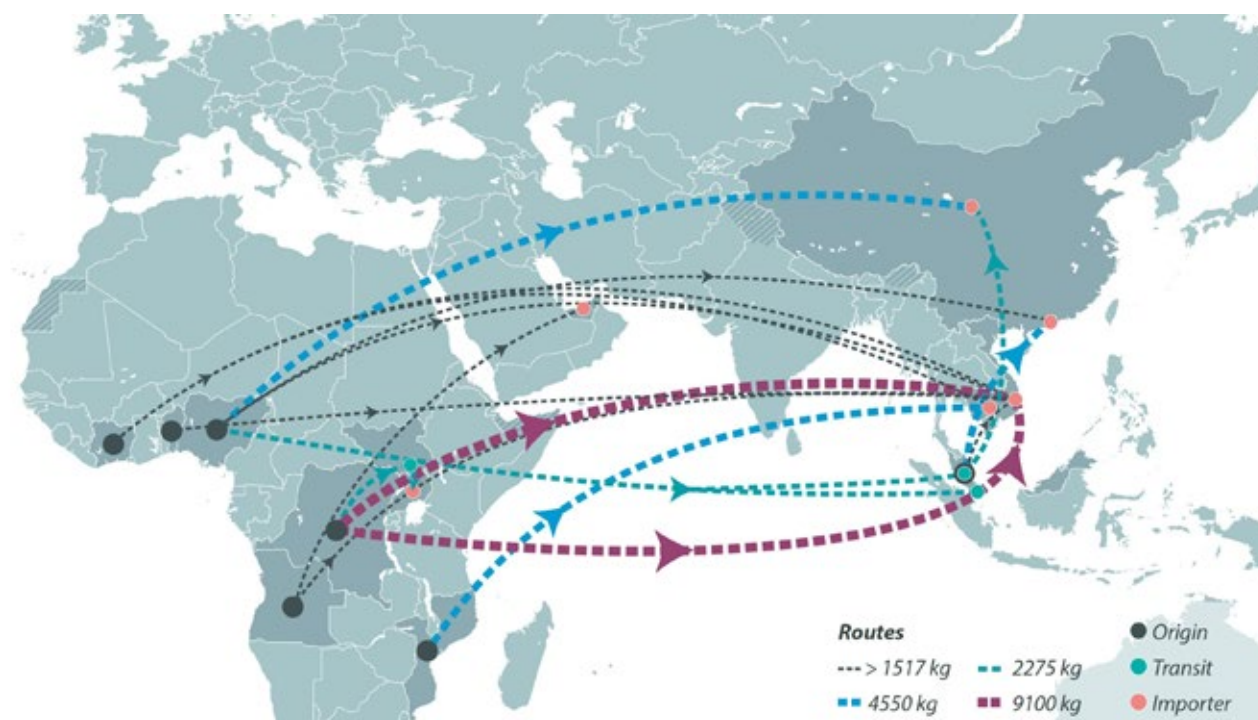 Routes
> 1517 kg
2275 kg
4550 kg
9100 kg
Origin
Transit
Importer